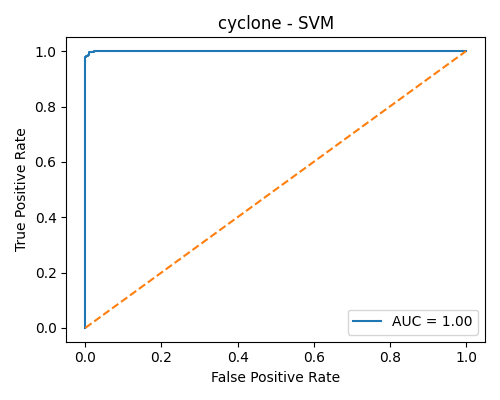 cyclone - SVM
True Positive Rate
1.0
0.8
0.6
0.4
0.2
0.0
AUC = 1.00
0.0 0.2 0.4 0.6 0.8 1.0
False Positive Rate